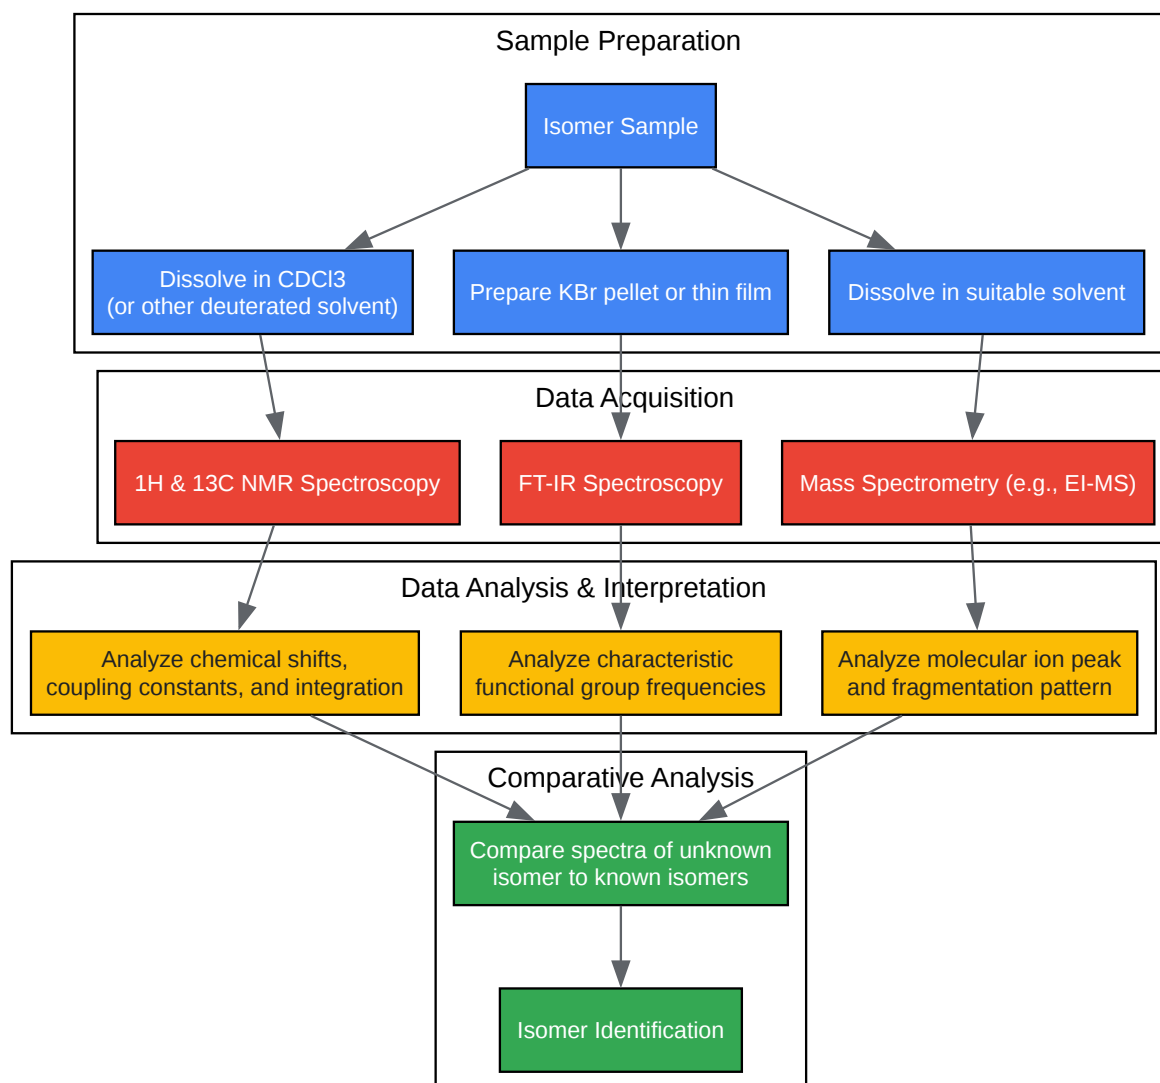 Sample Preparation
Isomer Sample
Dissolve in CDCl3
(or other deuterated solvent)
Prepare KBr pellet or thin film
Dissolve in suitable solvent
Data Acquisition
1H & 13C NMR Spectroscopy
FT-IR Spectroscopy
Mass Spectrometry (e.g., EI-MS)
Data Analysis & Interpretation
Analyze chemical shifts,
coupling constants, and integration
Analyze characteristic
functional group frequencies
Analyze molecular ion peak
and fragmentation pattern
Comparative Analysis
Compare spectra of unknown
isomer to known isomers
Isomer Identification